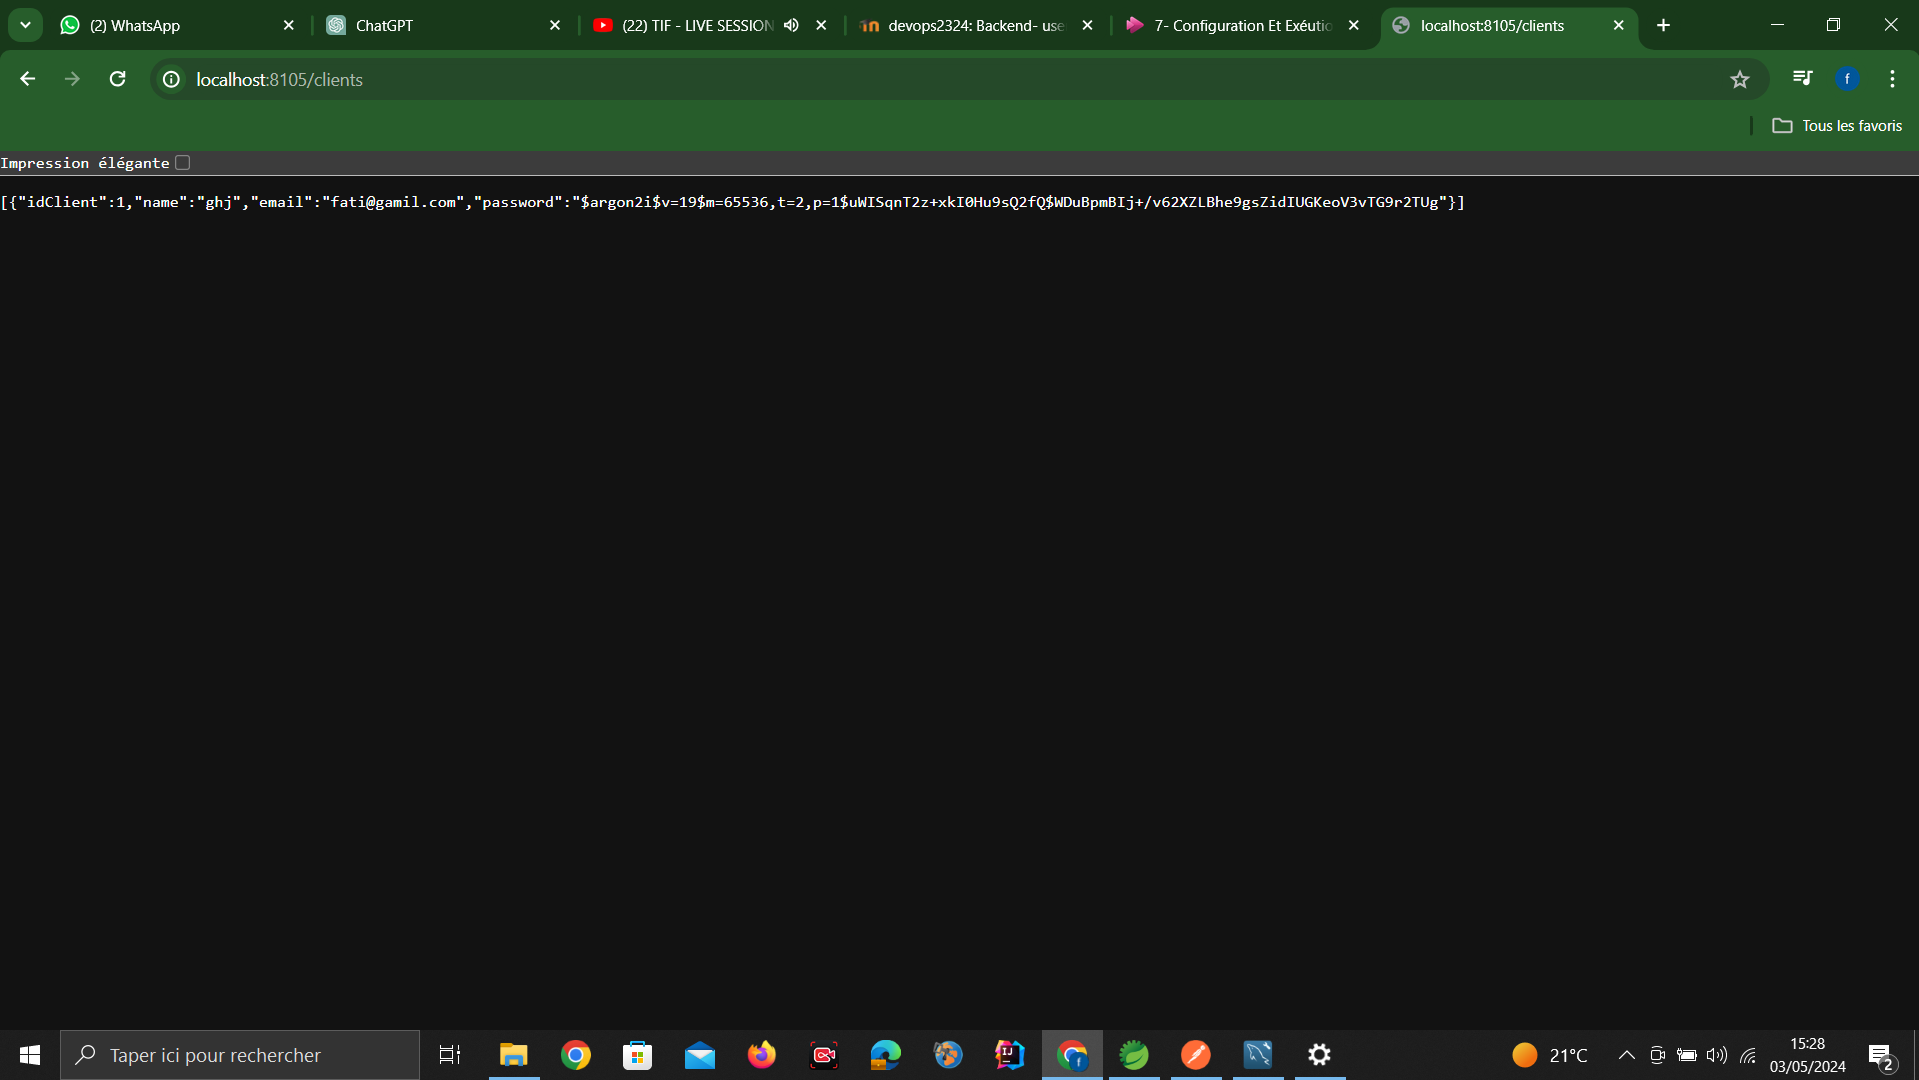 (2) WhatsApp
ChatGPT
(22) TIF - LIVE SESSION
devops2324: Backend- use
7- Configuration Et Exéutio
localhost:8105/clients
localhost:8105/clients
f
Tous les favoris
Impression élégante
[{"idClient":1,"name":"ghj","email":"fati@gamil.com","password":"$argon2i$v=19$m=65536,t=2,p=1$uWISqnT2z+xkI0Hu9sQ2fQ$WDuBpmBIj+/v62XZLBhe9gsZidIUGKeoV3vTG9r2TUg"}]
Taper ici pour rechercher
21°C
15:28
03/05/2024
2